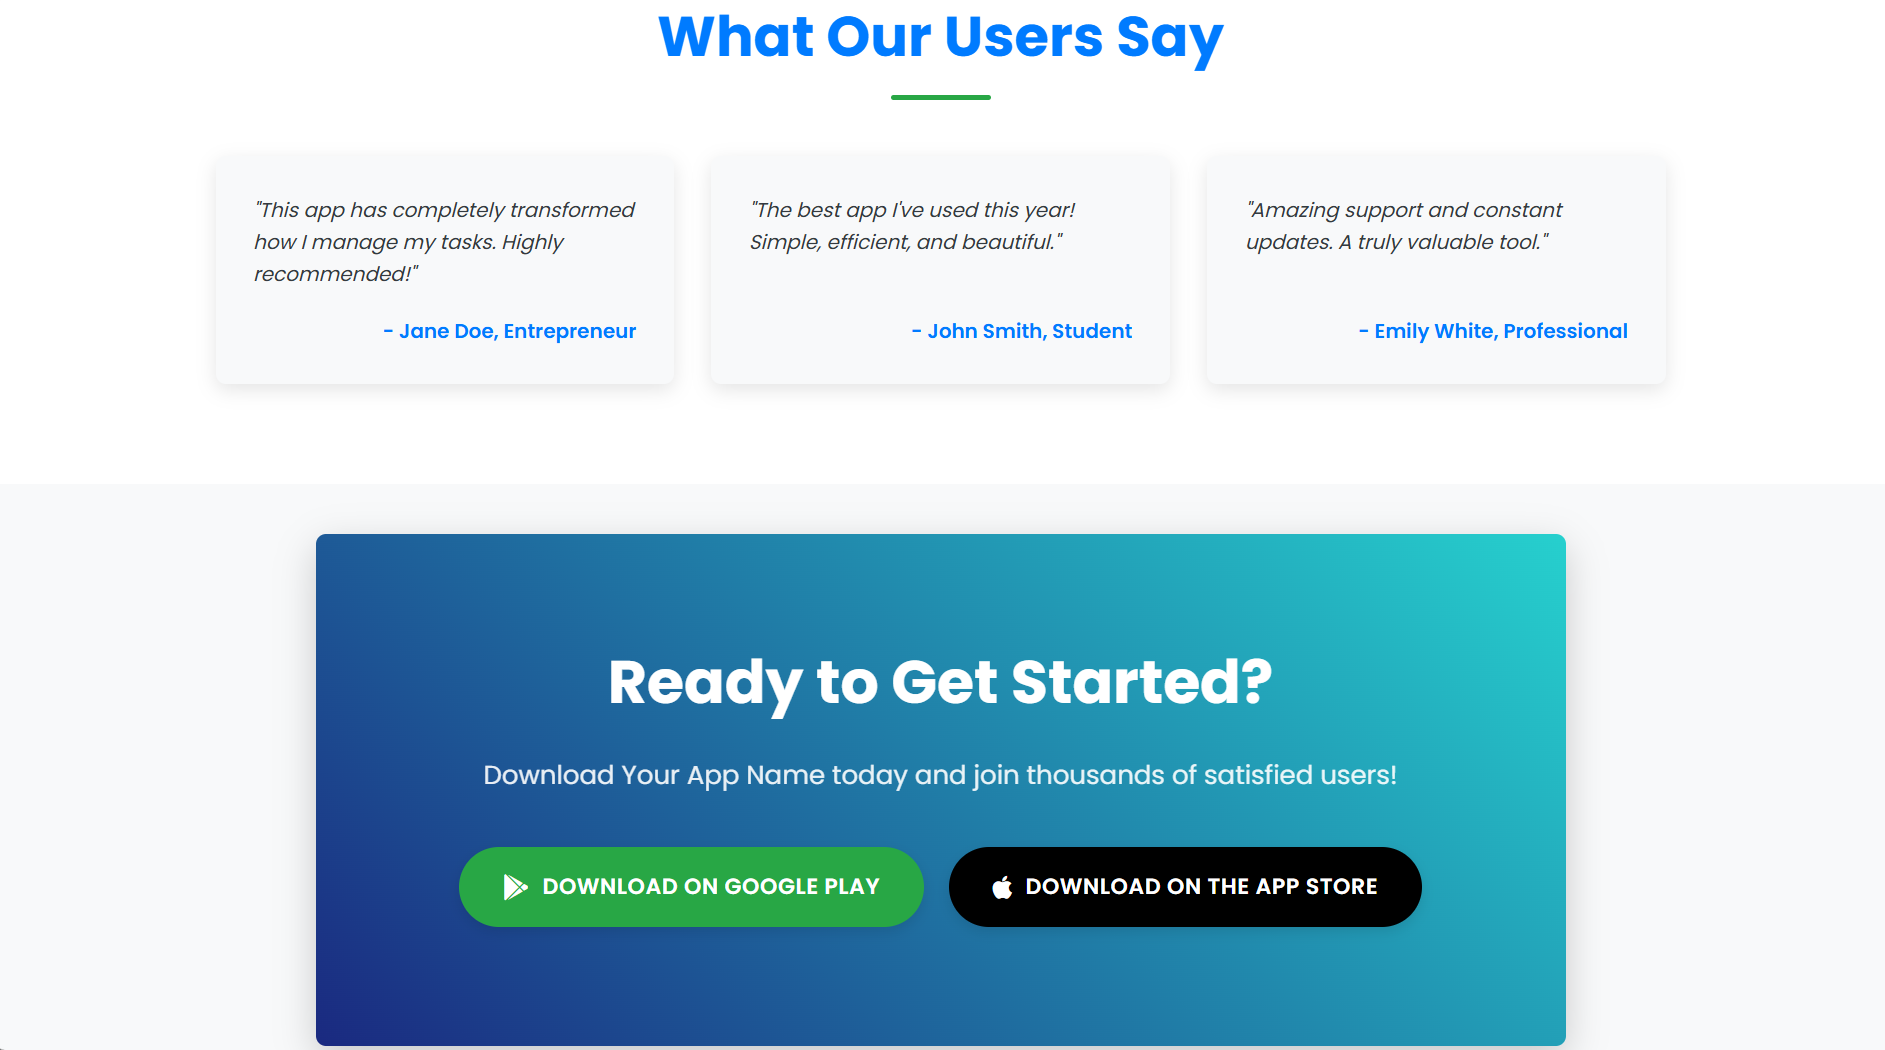 What Our Users Say
"This app has completely transformed
how I manage my tasks. Highly
recommended!"
- Jane Doe, Entrepreneur
"The best app I've used this year!
Simple, efficient, and beautiful."
- John Smith, Student
"Amazing support and constant
updates. A truly valuable tool."
- Emily White, Professional
Ready to Get Started?
Download Your App Name today and join thousands of satisfied users!
DOWNLOAD ON GOOGLE PLAY
DOWNLOAD ON THE APP STORE